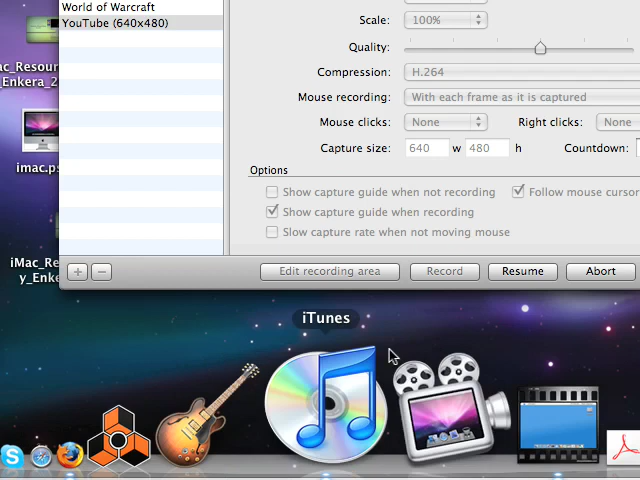 World of Warcraft
YouTube (640x480)
Scale: 100%
Quality:
Compression: H.264
Mouse recording: With each frame as it is captured
Mouse clicks: None Right clicks: None
Capture size: 640 w 480 h Countdown:
Options
Show capture guide when not recording Follow mouse cursor
Show capture guide when recording
Slow capture rate when not moving mouse
+ − Edit recording area Record Resume Abort
ac_Resour
_Enkera_2
imac.ps
iMac_Re
y_Enke
iTunes